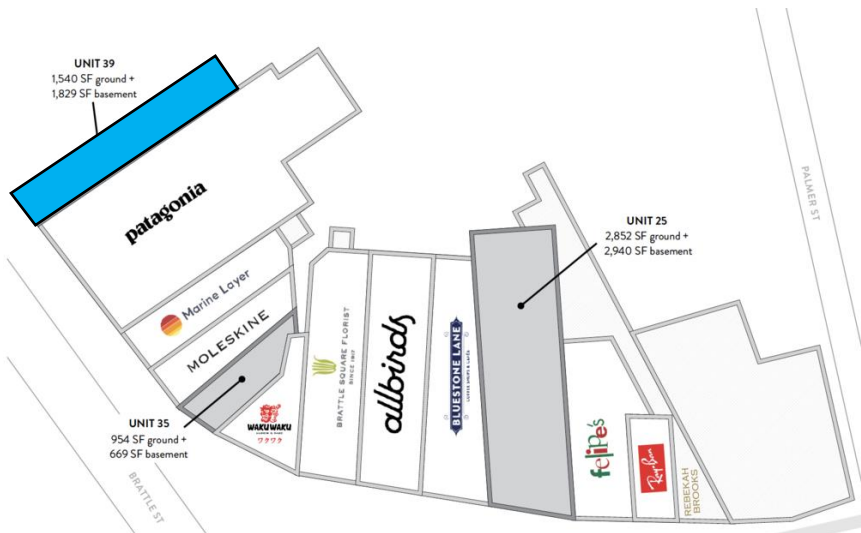 UNIT 39
1,540 SF ground +
1,829 SF basement
patagonia
Marine Layer
MOLESKINE
UNIT 35
954 SF ground +
669 SF basement
WAKUWAKU
ワクワク
BRATTLE SQUARE FLORIST
SINCE 1917
allbirds
BLUESTONE LANE
UNIT 25
2,852 SF ground +
2,940 SF basement
felipe's
Ray-Ban
REBEKAH
BROOKS
PALMER ST
BRATTLE ST